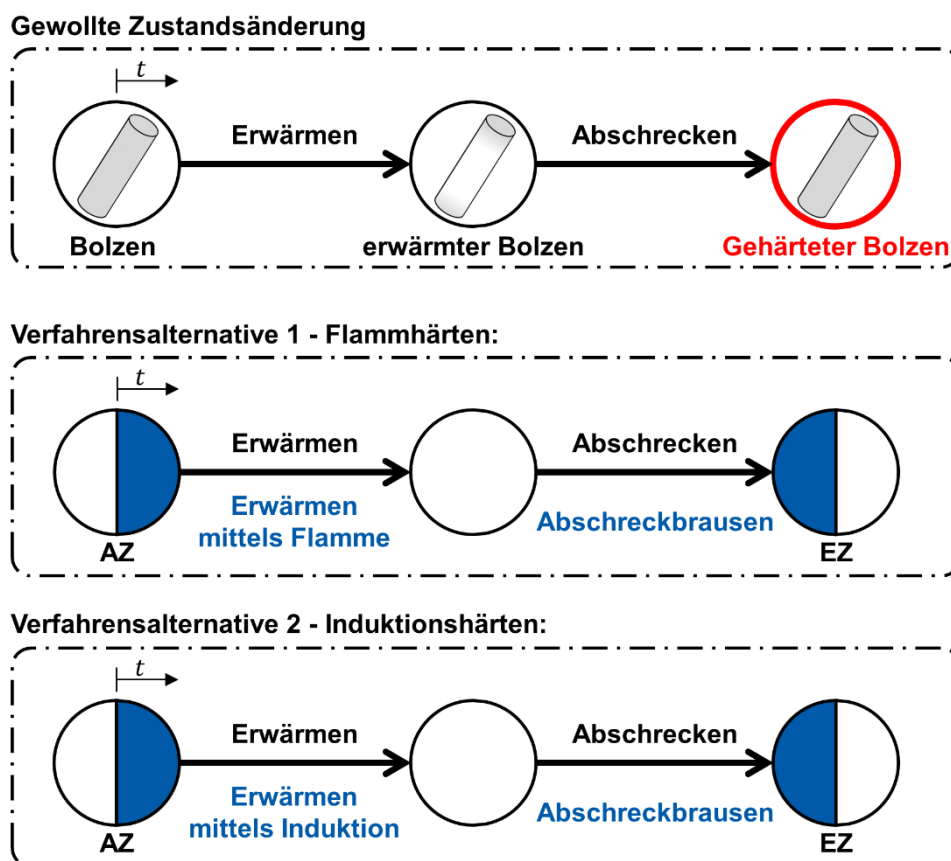 Gewollte Zustandsänderung
t
Erwärmen
Abschrecken
Bolzen
erwärmter Bolzen
Gehärteter Bolzen
Verfahrensalternative 1 - Flammhärten:
t
Erwärmen
Abschrecken
Erwärmen
mittels Flamme
Abschreckbrausen
AZ
EZ
Verfahrensalternative 2 - Induktionshärten:
t
Erwärmen
Abschrecken
Erwärmen
mittels Induktion
Abschreckbrausen
AZ
EZ